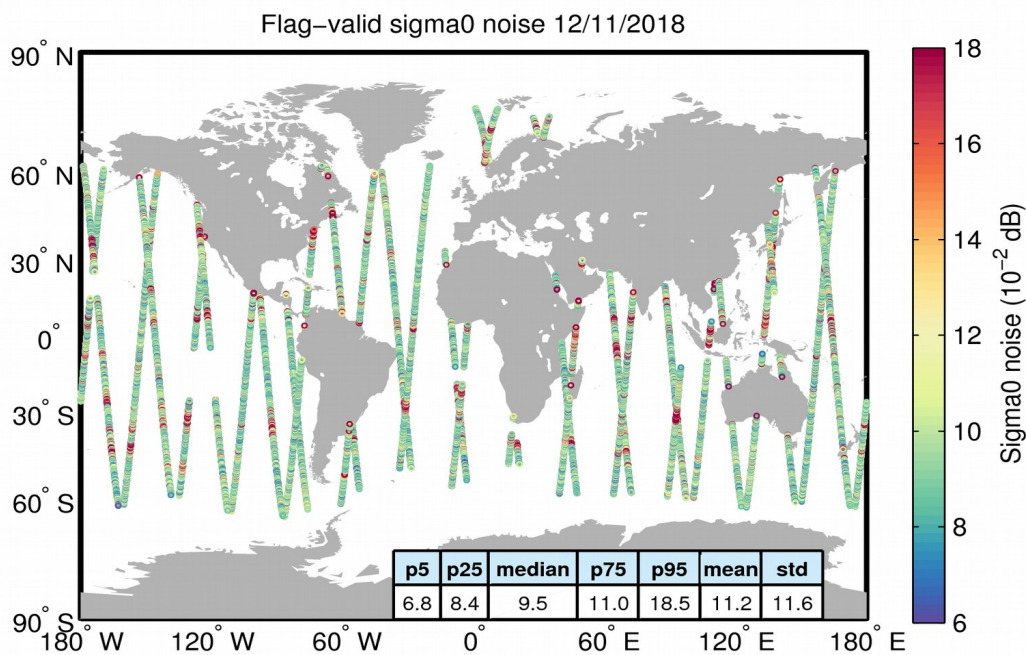 Flag−valid sigma0 noise 12/11/2018
90° N
60° N
30° N
0°
30° S
60° S
90° S
180° W
120° W
60° W
0°
60° E
120° E
180° E
p5 p25 median p75 p95 mean std
6.8 8.4 9.5 11.0 18.5 11.2 11.6
18
16
14
12
10
8
6
Sigma0 noise (10⁻² dB)